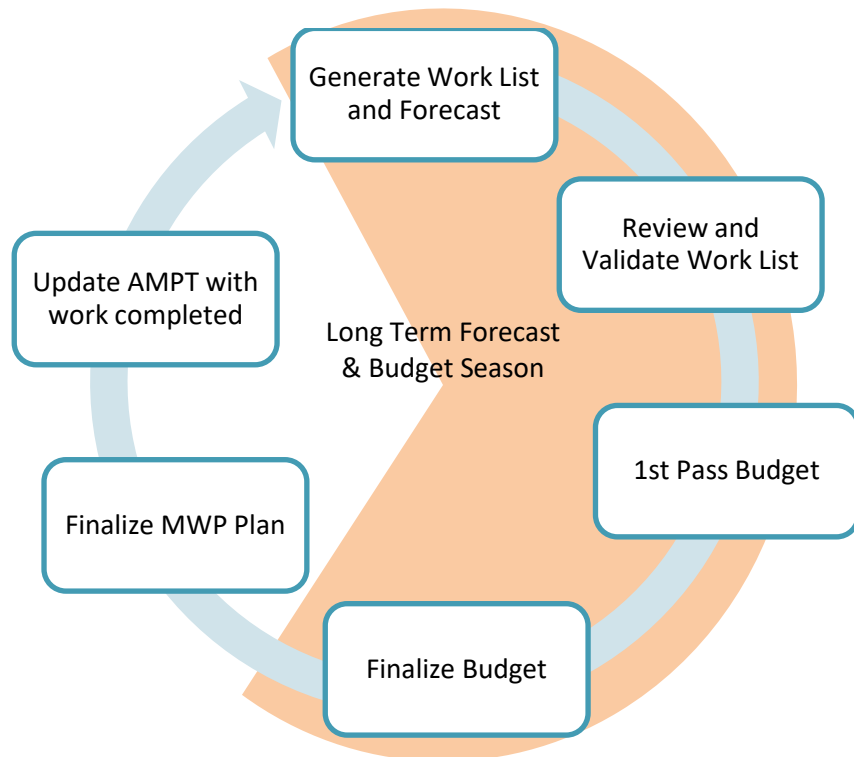 Generate Work List
and Forecast
Review and
Validate Work List
Update AMPT with
work completed
Long Term Forecast
& Budget Season
1st Pass Budget
Finalize MWP Plan
Finalize Budget